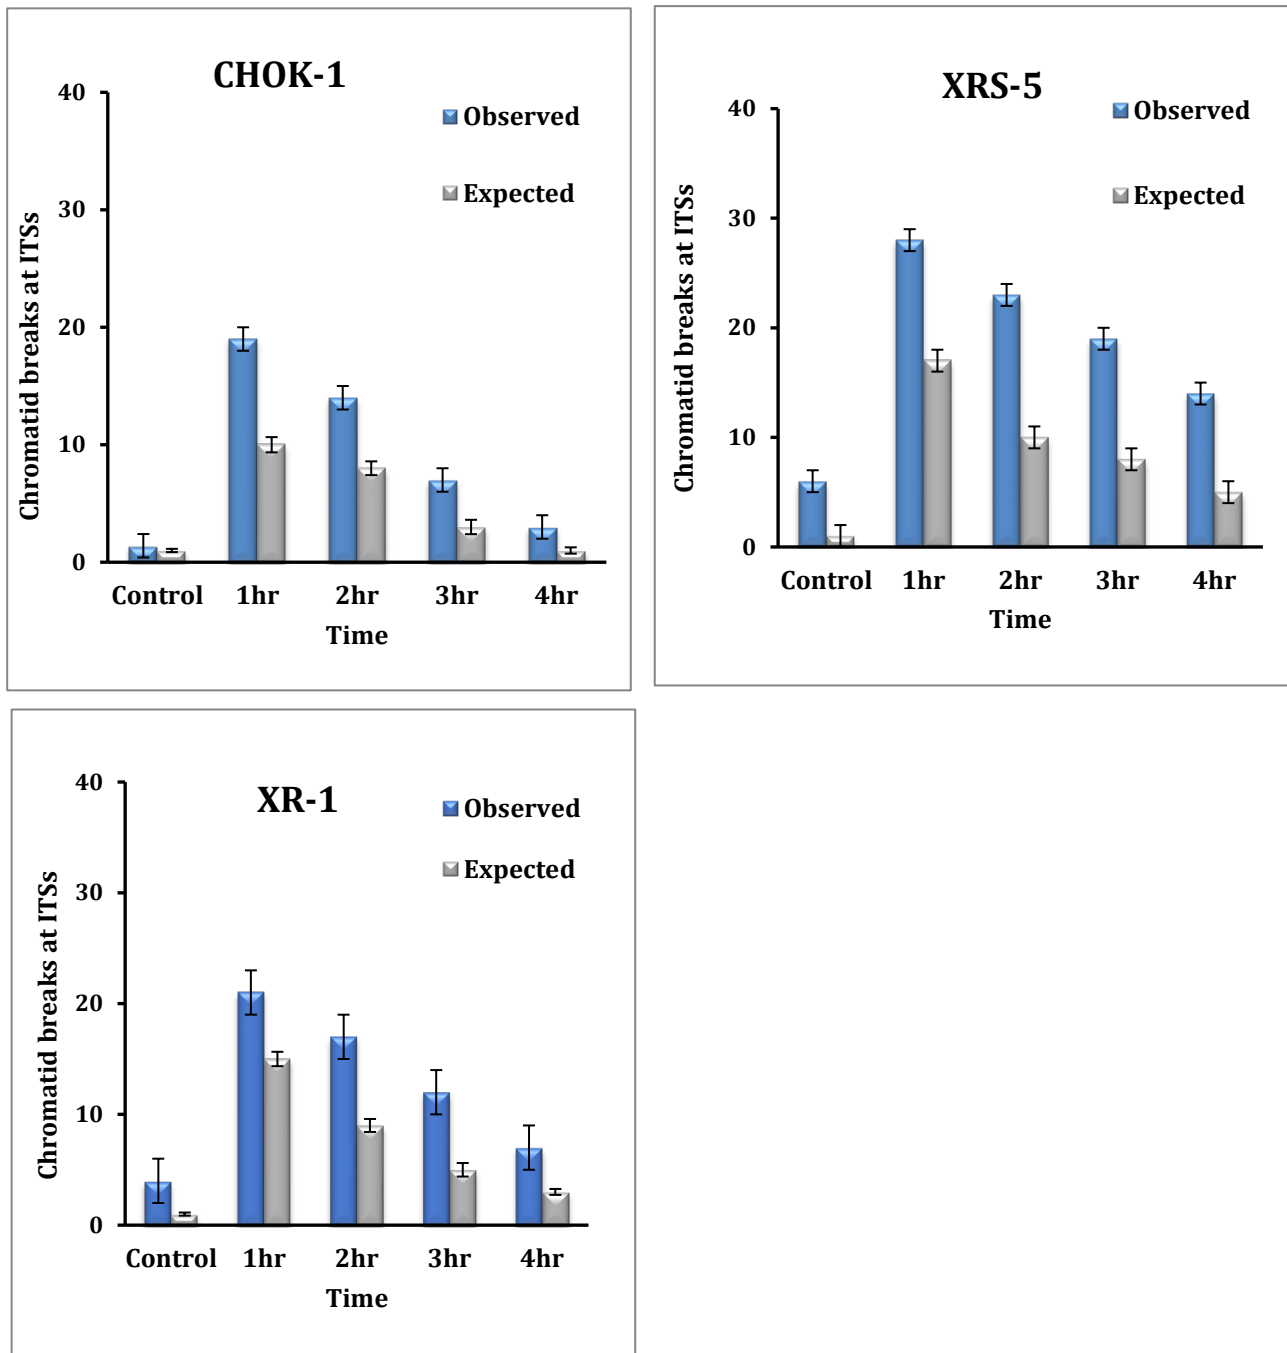 CHOK-1
40
30
20
10
0
Chromatid breaks at ITSs
Observed
Expected
Control 1hr 2hr 3hr 4hr
Time
XRS-5
40
30
20
10
0
Chromatid breaks at ITSs
Observed
Expected
Control 1hr 2hr 3hr 4hr
Time
XR-1
40
30
20
10
0
Chromatid breaks at ITSs
Observed
Expected
Control 1hr 2hr 3hr 4hr
Time